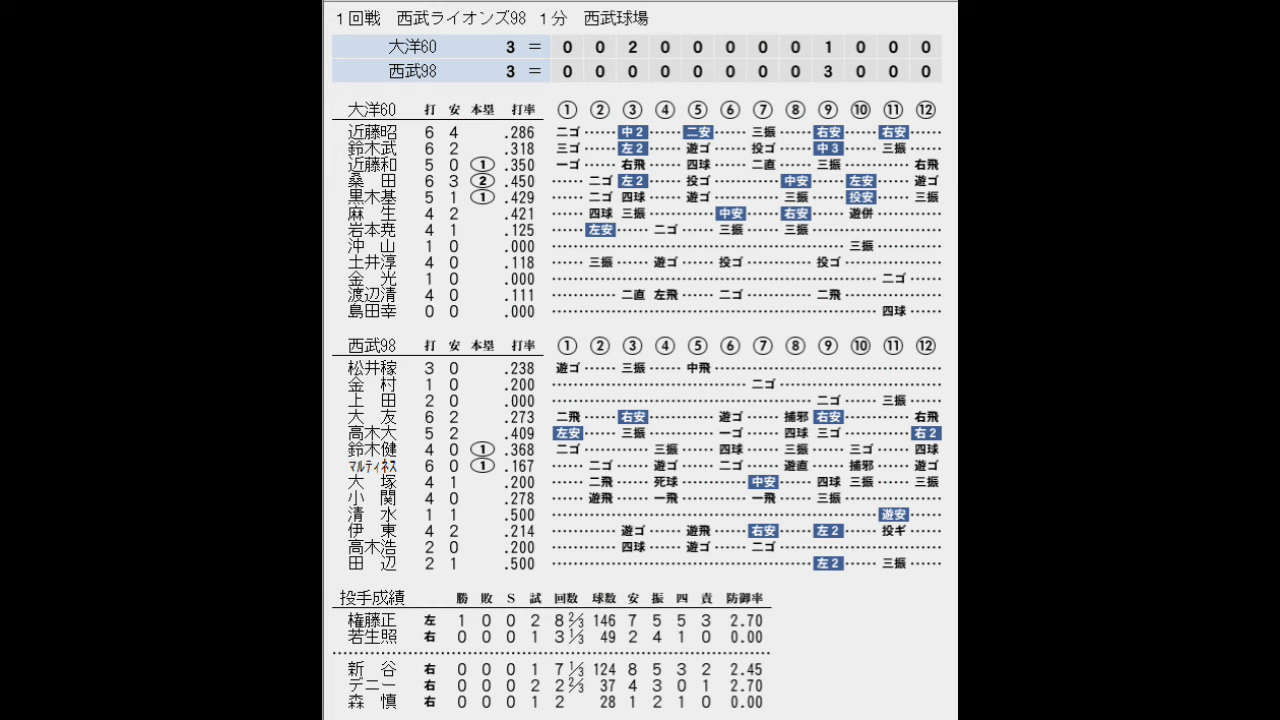 1回戦 西武ライオンズ98 1分 西武球場
大洋60 3 = 0 0 2 0 0 0 0 0 1 0 0 0
西武98 3 = 0 0 0 0 0 0 0 0 3 0 0 0
大洋60 打 安 本塁 打率 ① ② ③ ④ ⑤ ⑥ ⑦ ⑧ ⑨ ⑩ ⑪ ⑫
近藤昭 6 4 .286 二ゴ …… 中2 …… 二安 …… 三振 …… 右安 …… 右安 ……
鈴木武 6 2 .318 三ゴ …… 左2 …… 遊ゴ …… 投ゴ …… 中3 …… 三振 ……
近藤和 5 0 ① .350 一ゴ …… 右飛 …… 四球 …… 二直 …… 三振 …… …… 右飛
桑田 6 3 ② .450 …… 二ゴ 左2 …… 投ゴ …… …… 中安 …… 左安 …… 遊ゴ
黒木基 5 1 ① .429 …… 二ゴ 四球 …… 遊ゴ …… …… 三振 …… 投安 …… 三振
麻生 4 2 .421 …… 四球 三振 …… …… 中安 …… 右安 …… 遊併 …… ……
岩本尭 4 1 .125 …… 左安 …… 二ゴ …… 三振 …… 三振 …… …… …… ……
沖山 1 0 .000 …… …… …… …… …… …… …… …… …… 三振 …… ……
土井淳 4 0 .118 …… 三振 …… 遊ゴ …… 投ゴ …… …… 投ゴ …… …… ……
金光 1 0 .000 …… …… …… …… …… …… …… …… …… …… 二ゴ ……
渡辺清 4 0 .111 …… …… 二直 左飛 …… 二ゴ …… …… 二飛 …… …… ……
島田幸 0 0 .000 …… …… …… …… …… …… …… …… …… …… 四球 ……
西武98 打 安 本塁 打率 ① ② ③ ④ ⑤ ⑥ ⑦ ⑧ ⑨ ⑩ ⑪ ⑫
松井稼 3 0 .238 遊ゴ …… 三振 …… 中飛 …… …… …… …… …… …… ……
金村 1 0 .200 …… …… …… …… …… …… 二ゴ …… …… …… …… ……
上田 2 0 .000 …… …… …… …… …… …… …… …… 二ゴ …… 三振 ……
大友 6 2 .273 二飛 …… 右安 …… …… 遊ゴ …… 捕邪 右安 …… …… 右飛
高木大 5 2 .409 左安 …… 三振 …… …… 一ゴ …… 四球 三ゴ …… …… 右2
鈴木健 4 0 ① .368 二ゴ …… …… 三振 …… 四球 …… 三振 …… 三ゴ …… 四球
マルティネス 6 0 ① .167 …… 二ゴ …… 遊ゴ …… 二ゴ …… 遊直 …… 捕邪 …… 遊ゴ
大塚 4 1 .200 …… 二飛 …… 死球 …… …… 中安 …… 四球 三振 …… 三振
小関 4 0 .278 …… 遊飛 …… 一飛 …… …… 一飛 …… 三振 …… …… ……
清水 1 1 .500 …… …… …… …… …… …… …… …… …… …… 遊安 ……
伊東 4 2 .214 …… …… 遊ゴ …… 遊飛 …… 右安 …… 左2 …… 投ギ ……
高木浩 2 0 .200 …… …… 四球 …… 遊ゴ …… 二ゴ …… …… …… …… ……
田辺 2 1 .500 …… …… …… …… …… …… …… …… 左2 …… 三振 ……
投手成績 勝 敗 S 試 回数 球数 安 振 四 責 防御率
権藤正 左 1 0 0 2 8 2/3 146 7 5 5 3 2.70
若生照 右 0 0 0 1 3 1/3 49 2 4 1 0 0.00
新谷 右 0 0 0 1 7 1/3 124 8 5 3 2 2.45
デニー 右 0 0 0 2 2 2/3 37 4 3 0 1 2.70
森慎 右 0 0 0 1 2 28 1 2 1 0 0.00